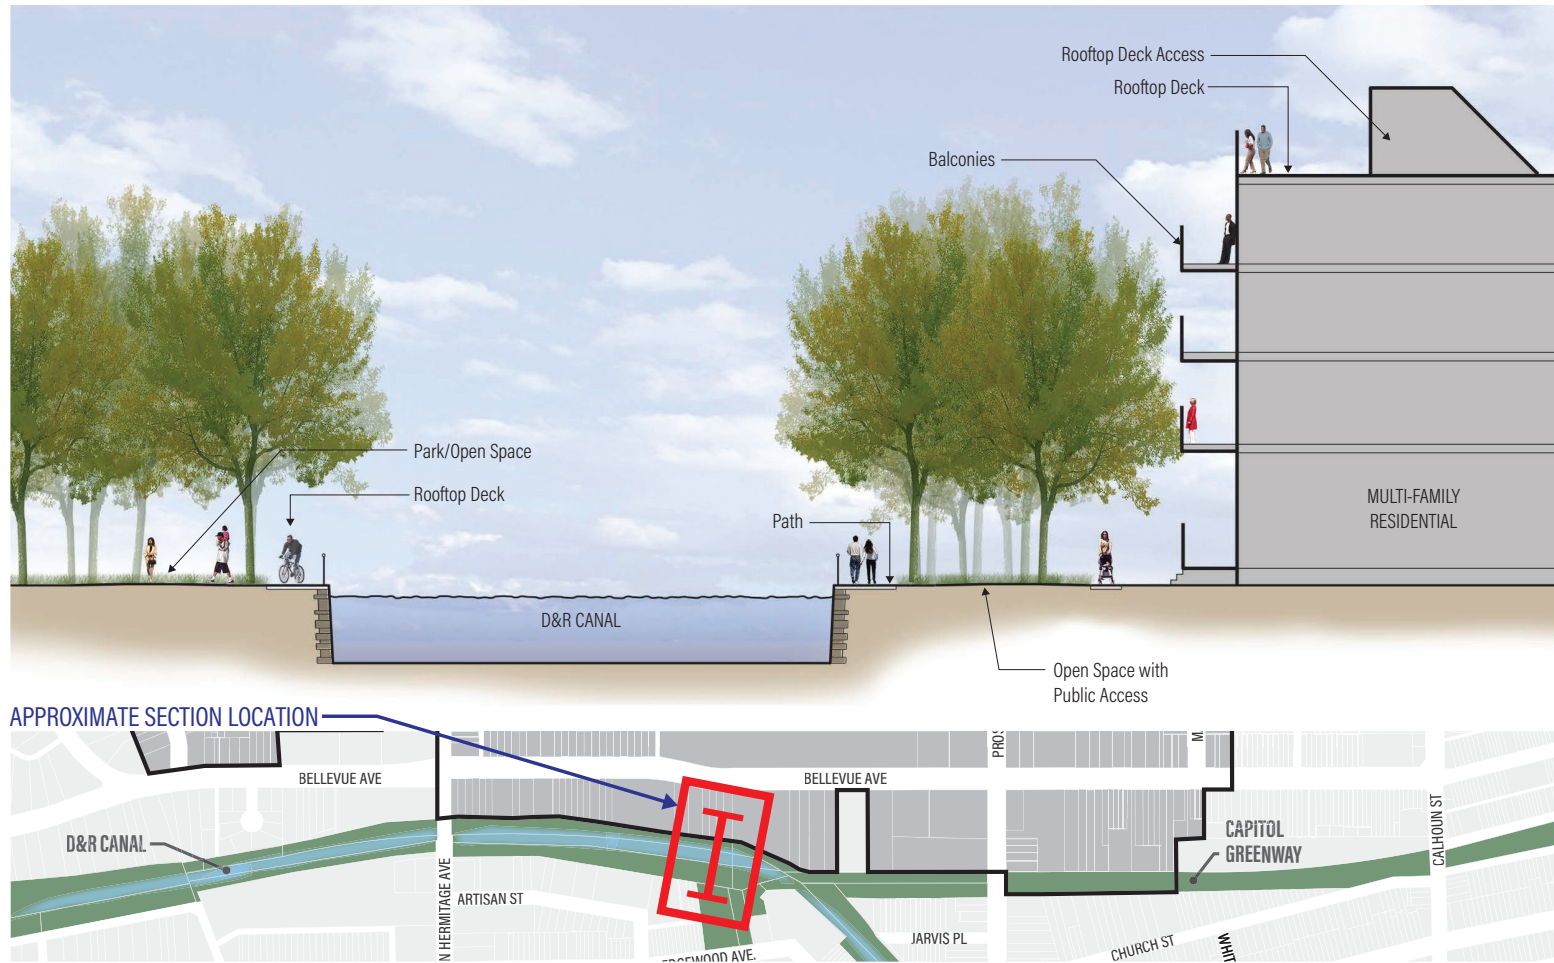 Rooftop Deck Access
Rooftop Deck
Balconies
Park/Open Space
Rooftop Deck
Path
MULTI-FAMILY
RESIDENTIAL
D&R CANAL
Open Space with
Public Access
APPROXIMATE SECTION LOCATION
BELLEVUE AVE
BELLEVUE AVE
D&R CANAL
N HERMITAGE AVE
ARTISAN ST
CAPITOL
GREENWAY
CALHOUN ST
JARVIS PL
CHURCH ST